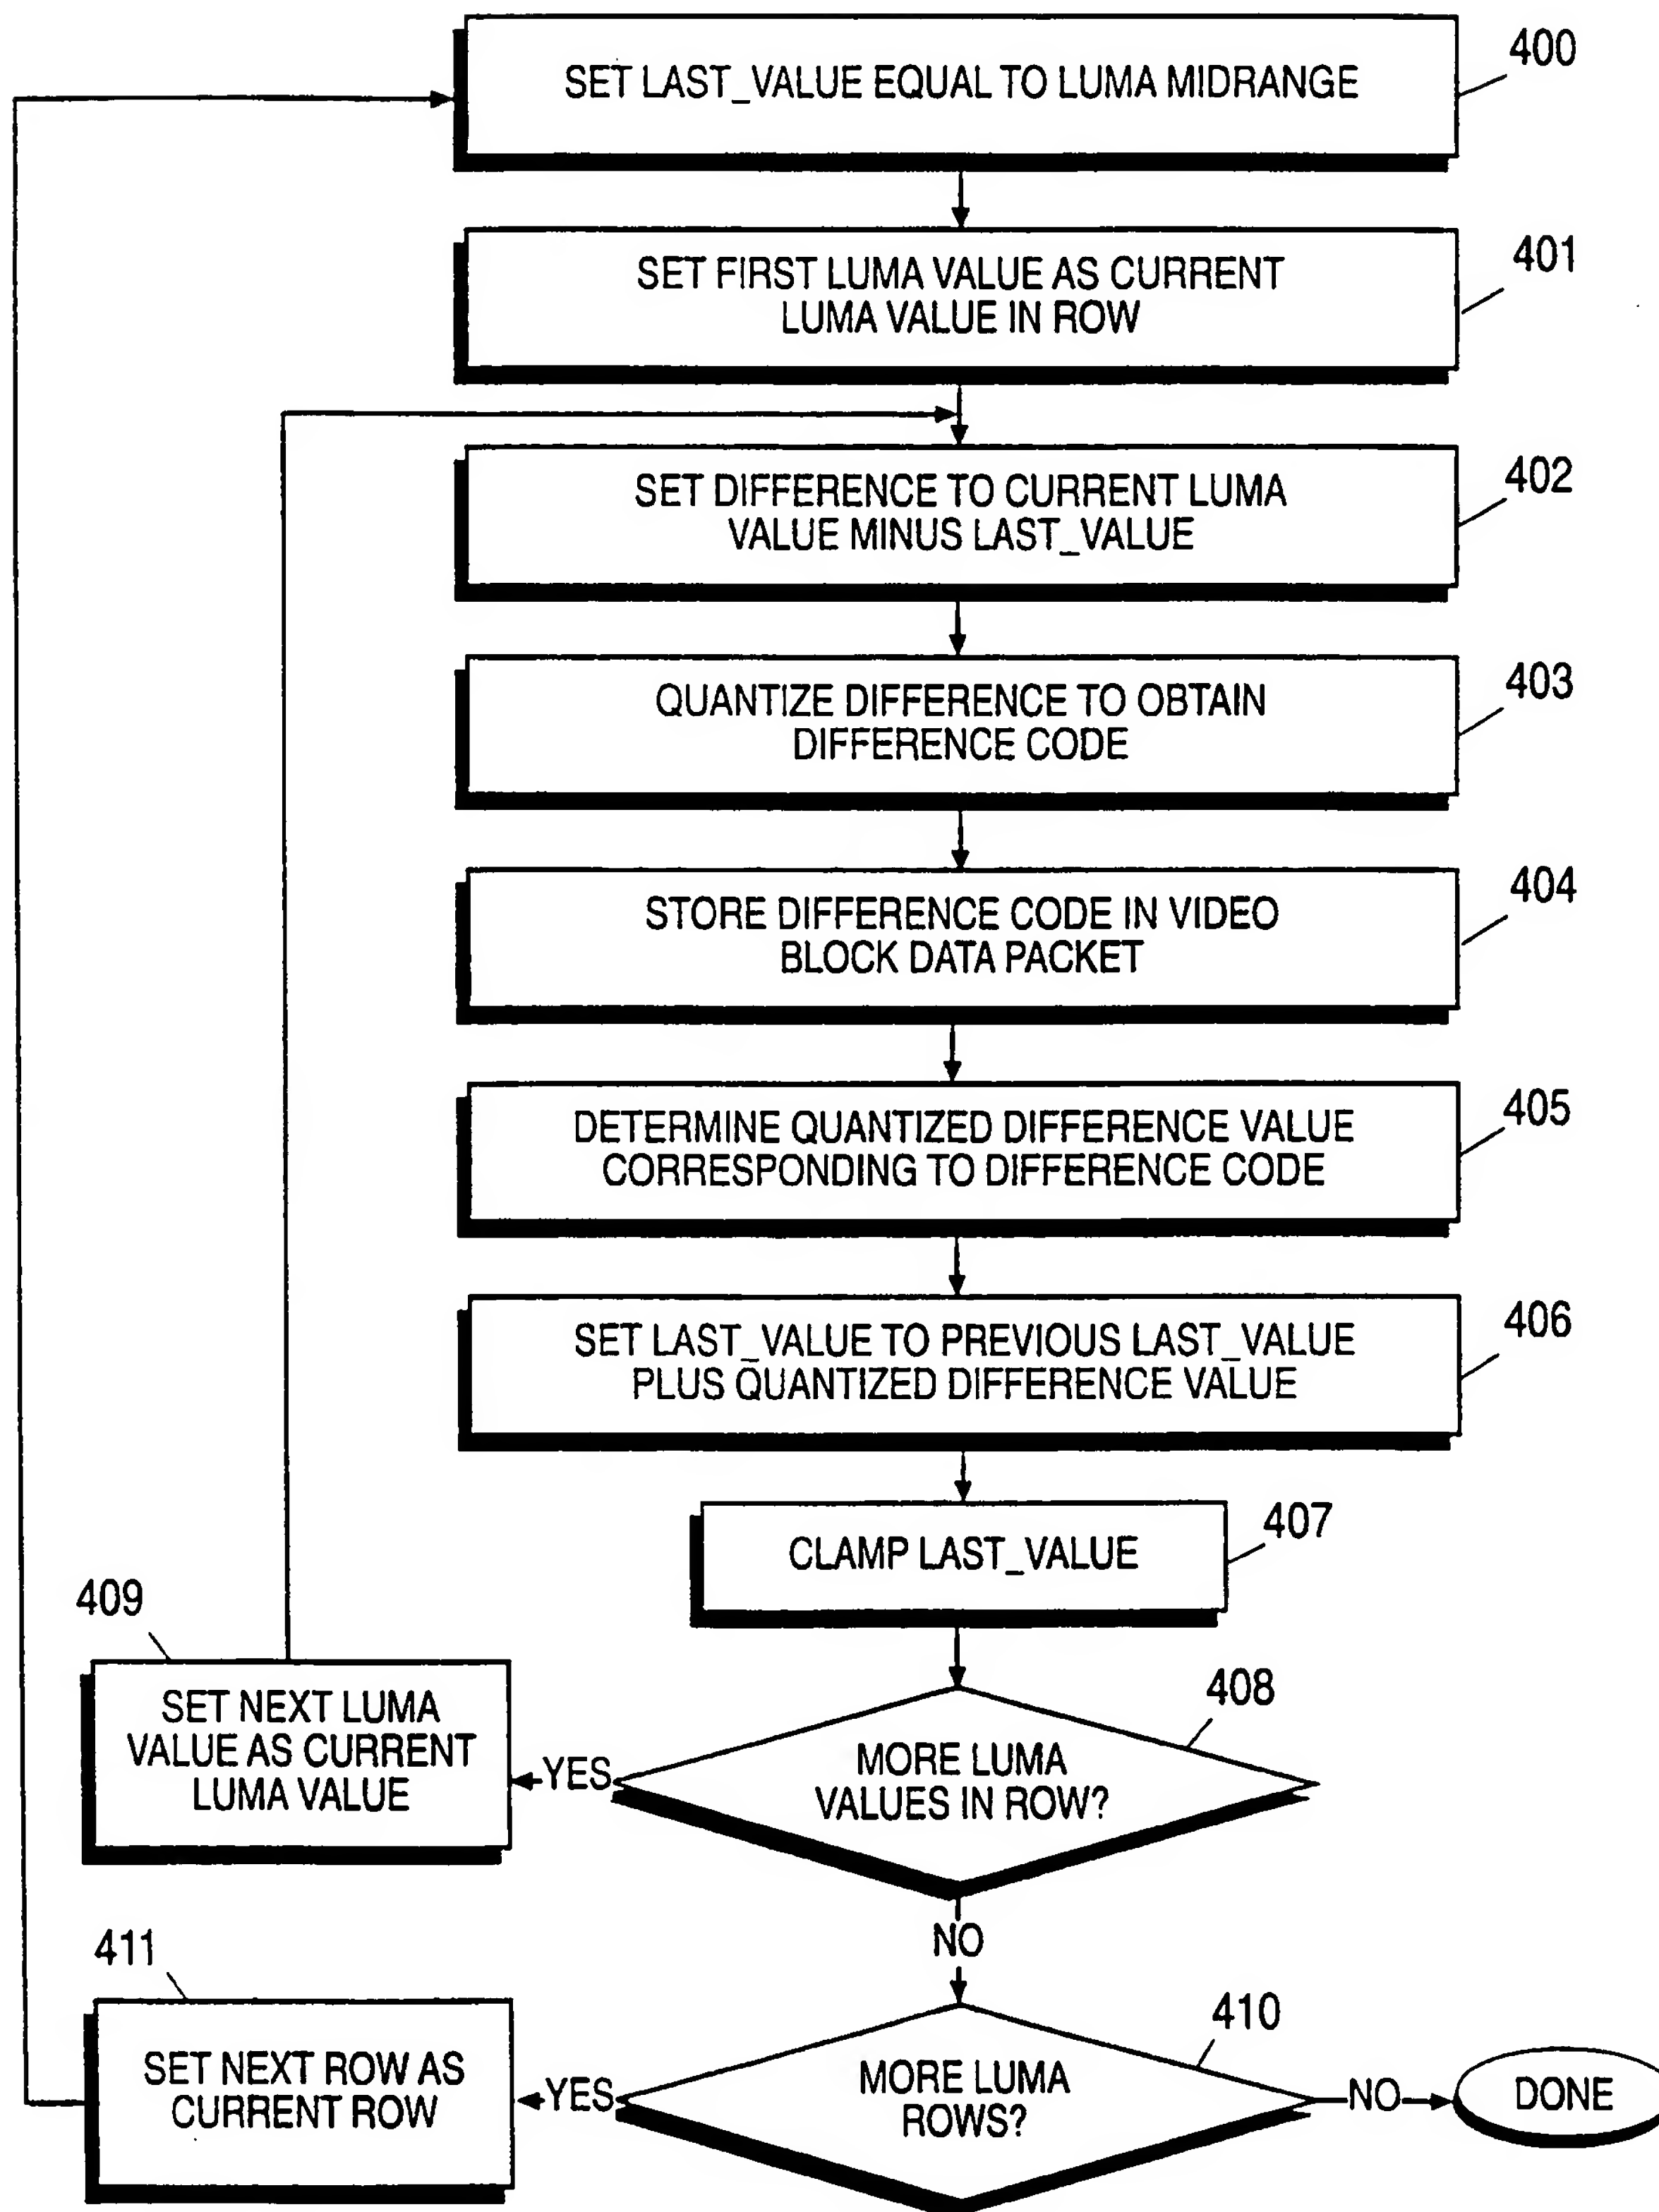 SET LAST_VALUE EQUAL TO LUMA MIDRANGE
400
SET FIRST LUMA VALUE AS CURRENT
LUMA VALUE IN ROW
401
SET DIFFERENCE TO CURRENT LUMA
VALUE MINUS LAST_VALUE
402
QUANTIZE DIFFERENCE TO OBTAIN
DIFFERENCE CODE
403
STORE DIFFERENCE CODE IN VIDEO
BLOCK DATA PACKET
404
DETERMINE QUANTIZED DIFFERENCE VALUE
CORRESPONDING TO DIFFERENCE CODE
405
SET LAST_VALUE TO PREVIOUS LAST_VALUE
PLUS QUANTIZED DIFFERENCE VALUE
406
CLAMP LAST_VALUE
407
409
SET NEXT LUMA
VALUE AS CURRENT
LUMA VALUE
YES
MORE LUMA
VALUES IN ROW?
408
NO
411
SET NEXT ROW AS
CURRENT ROW
YES
MORE LUMA
ROWS?
410
NO
DONE